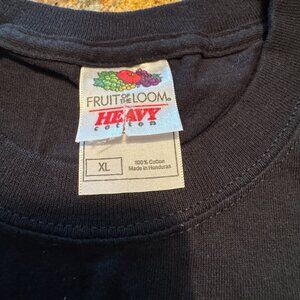 FRUIT OF THE LOOM®
HEAVY
cotton
XL
100% Cotton
Made in Honduras